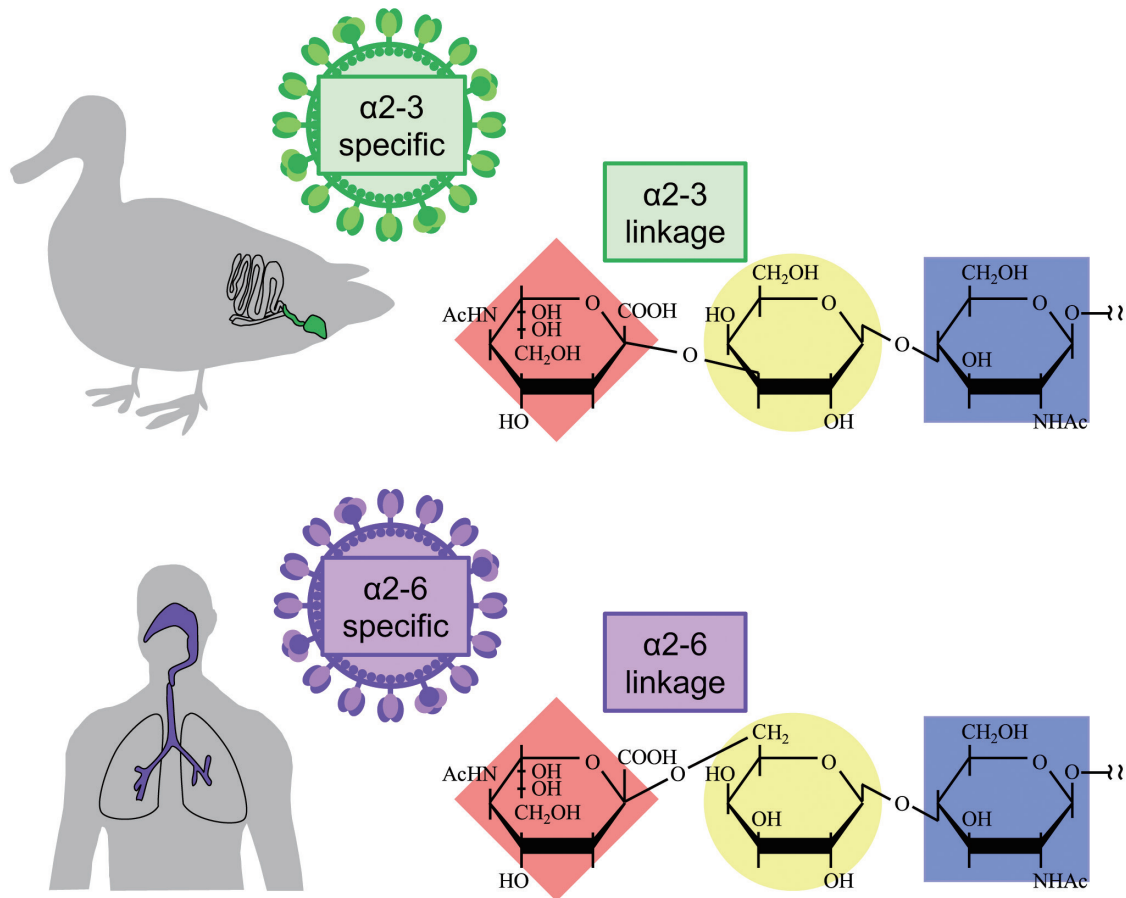 α2-3
specific
α2-3
linkage
CH₂OH
CH₂OH
AcHN
OH
O
COOH
HO
O
O
O
OH
CH₂OH
O
O
OH
HO
OH
NHAc
α2-6
specific
α2-6
linkage
CH₂
CH₂OH
AcHN
OH
O
COOH
O
HO
O
O
O
OH
CH₂OH
OH
O
OH
HO
OH
NHAc